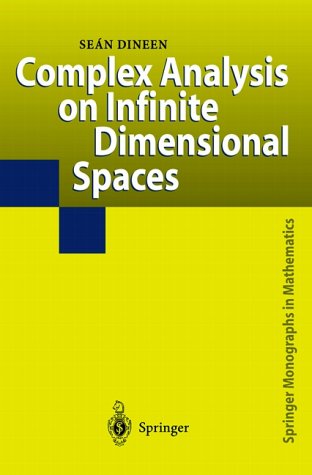 SEÁN DINEEN
Complex Analysis
on Infinite
Dimensional
Spaces
Springer Monographs in Mathematics
Springer